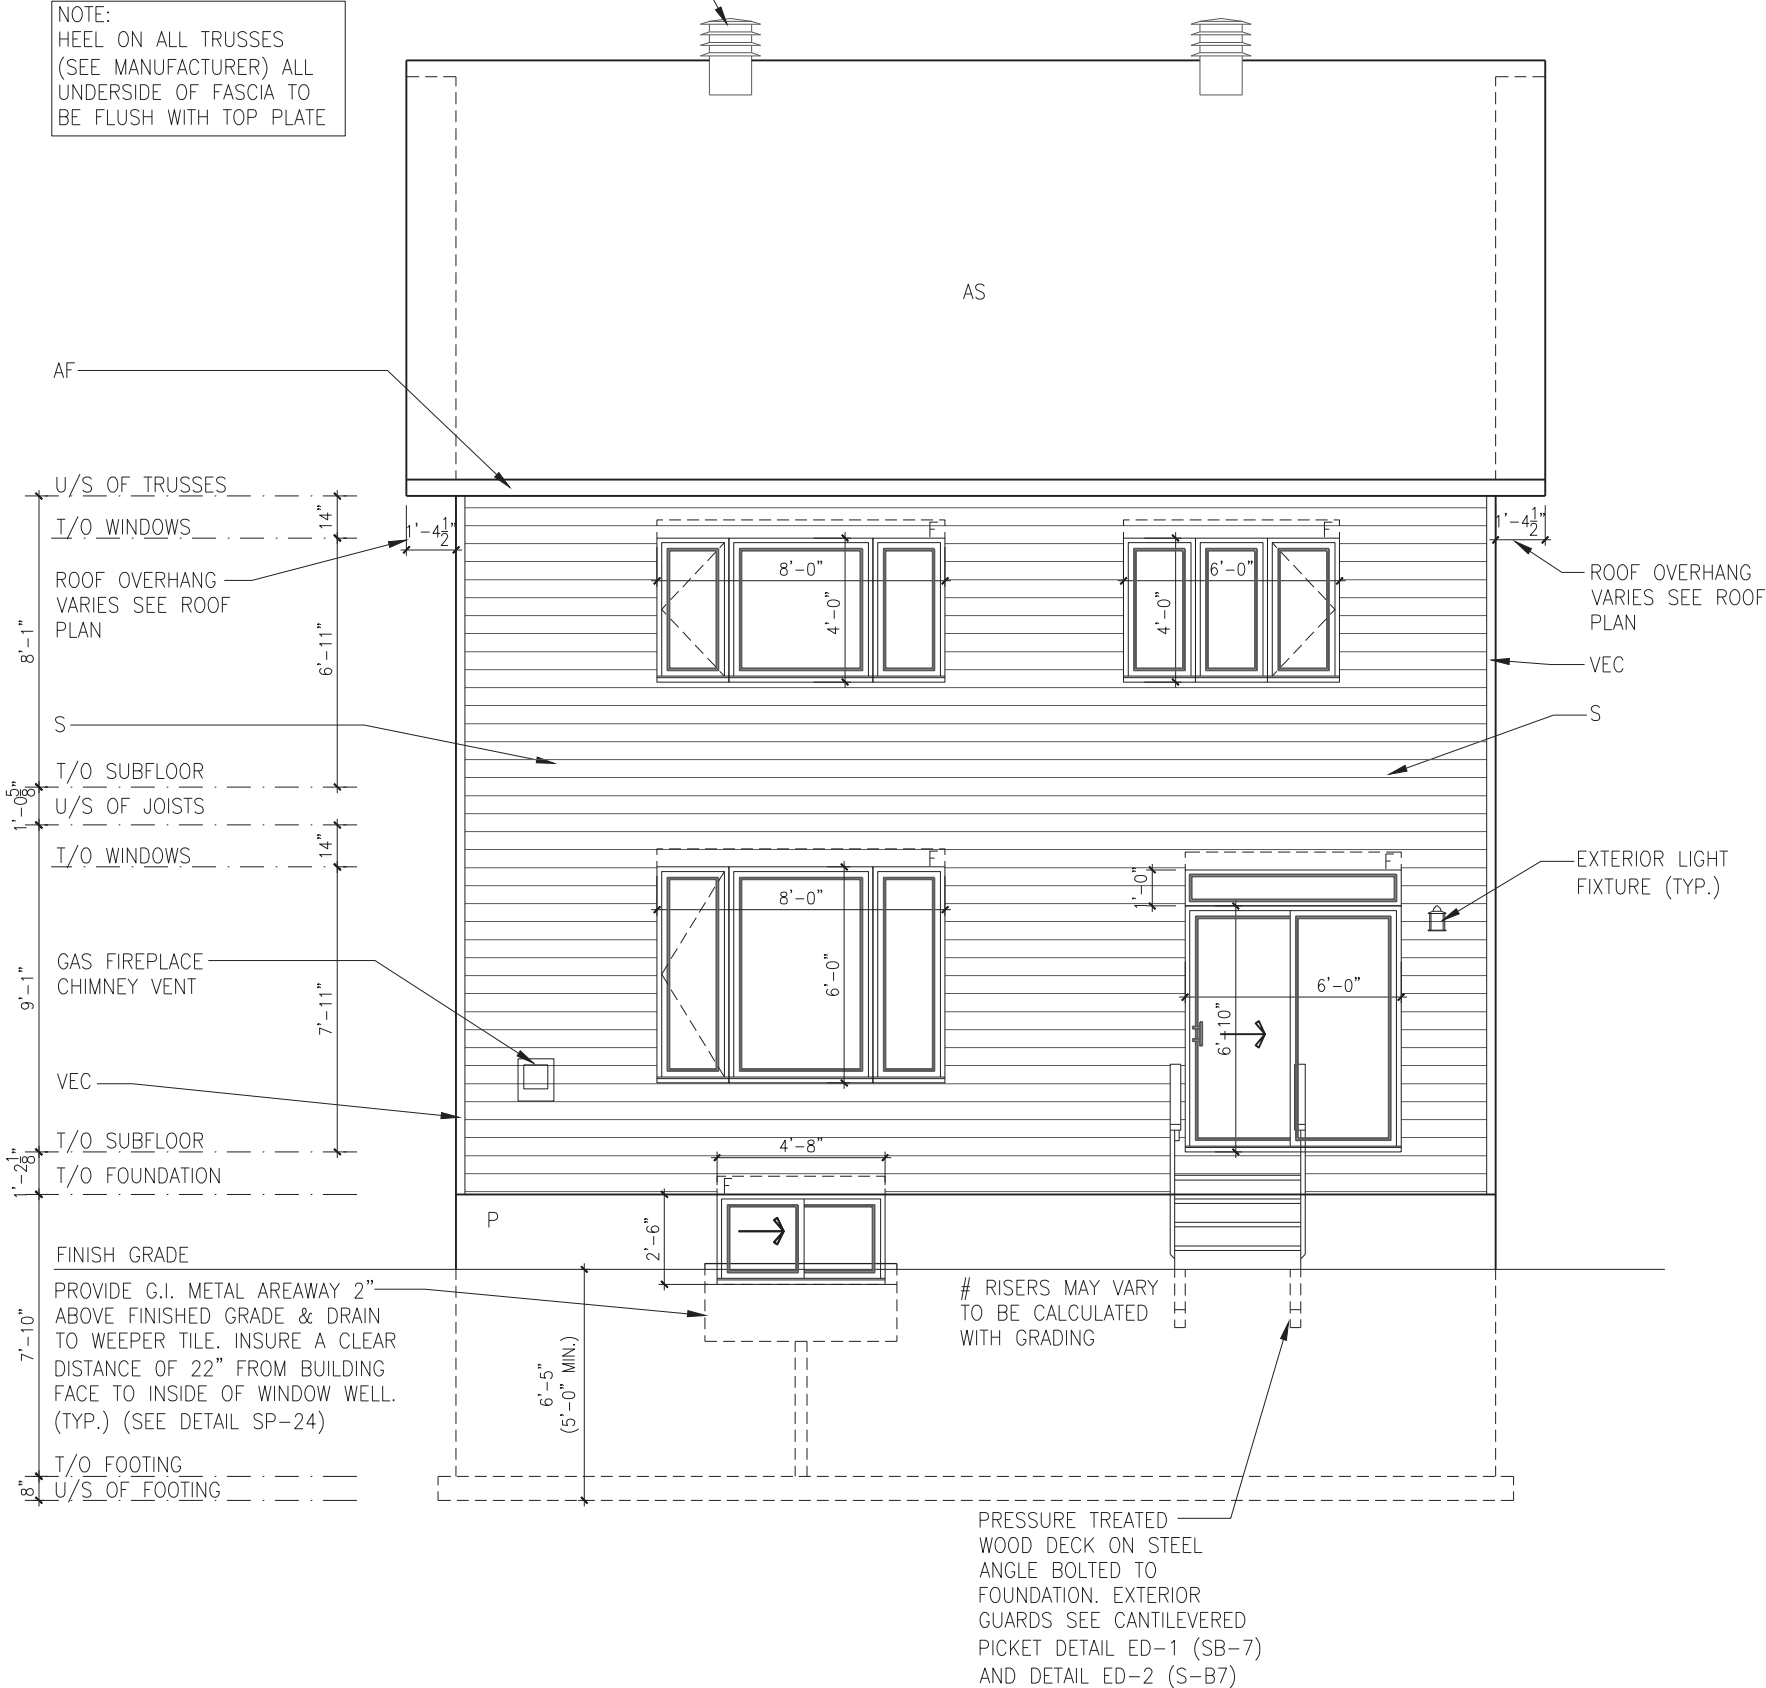 NOTE:
HEEL ON ALL TRUSSES
(SEE MANUFACTURER) ALL
UNDERSIDE OF FASCIA TO
BE FLUSH WITH TOP PLATE
AS
AF
U/S OF TRUSSES
T/O WINDOWS
14"
1'-4½"
1'-4½"
F
F
8'-0"
4'-0"
6'-0"
4'-0"
ROOF OVERHANG
VARIES SEE ROOF
PLAN
ROOF OVERHANG
VARIES SEE ROOF
PLAN
8'-1"
6'-11"
VEC
S
S
T/O SUBFLOOR
1'-0⅝"
U/S OF JOISTS
T/O WINDOWS
14"
F
F
8'-0"
6'-0"
1'-0"
EXTERIOR LIGHT
FIXTURE (TYP.)
GAS FIREPLACE
CHIMNEY VENT
9'-1"
7'-11"
6'-0"
6'-10"
VEC
T/O SUBFLOOR
1'-2⅛"
T/O FOUNDATION
4'-8"
F
2'-6"
P
FINISH GRADE
PROVIDE G.I. METAL AREAWAY 2"
ABOVE FINISHED GRADE & DRAIN
TO WEEPER TILE. INSURE A CLEAR
DISTANCE OF 22" FROM BUILDING
FACE TO INSIDE OF WINDOW WELL.
(TYP.) (SEE DETAIL SP-24)
7'-10"
6'-5"
(5'-0" MIN.)
# RISERS MAY VARY
TO BE CALCULATED
WITH GRADING
T/O FOOTING
8"
U/S OF FOOTING
PRESSURE TREATED
WOOD DECK ON STEEL
ANGLE BOLTED TO
FOUNDATION. EXTERIOR
GUARDS SEE CANTILEVERED
PICKET DETAIL ED-1 (SB-7)
AND DETAIL ED-2 (S-B7)